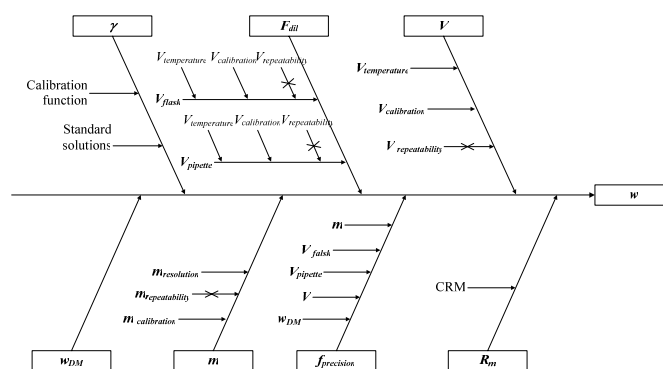 γ
F_dil
V
V_temperature
V_calibration
V_repeatability
V_temperature
Calibration
function
V_flask
V_calibration
Standard
solutions
V_temperature
V_calibration
V_repeatability
V_repeatability
V_pipette
w
m
V_falsk
m_resolution
V_pipette
m_repeatability
V
CRM
m_calibration
w_DM
w_DM
m
f_precision
R_m